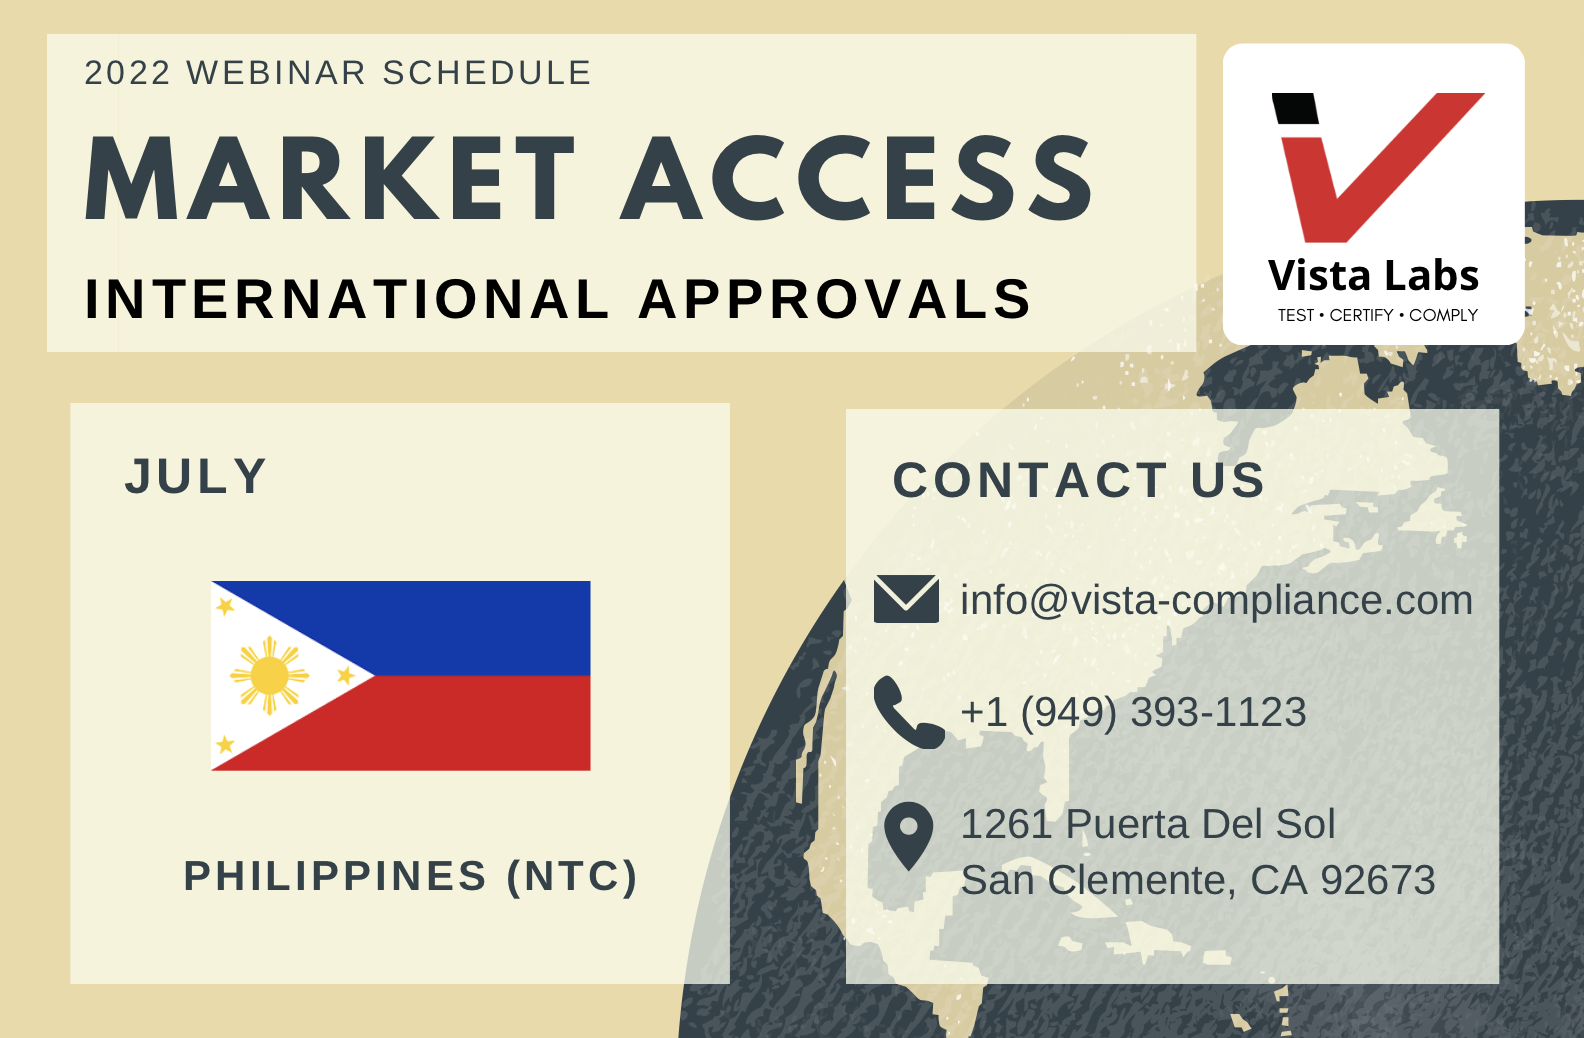 2022 WEBINAR SCHEDULE
MARKET ACCESS
INTERNATIONAL APPROVALS
Vista Labs
TEST • CERTIFY • COMPLY
JULY
PHILIPPINES (NTC)
CONTACT US
info@vista-compliance.com
+1 (949) 393-1123
1261 Puerta Del Sol
San Clemente, CA 92673